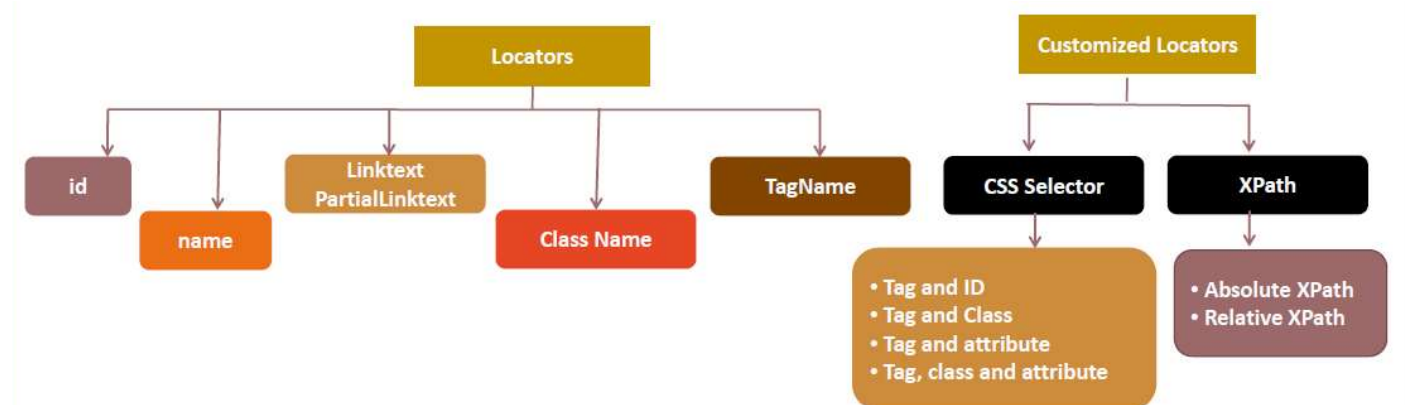 Locators
id
name
Linktext
PartialLinktext
Class Name
TagName
Customized Locators
CSS Selector
• Tag and ID
• Tag and Class
• Tag and attribute
• Tag, class and attribute
XPath
• Absolute XPath
• Relative XPath